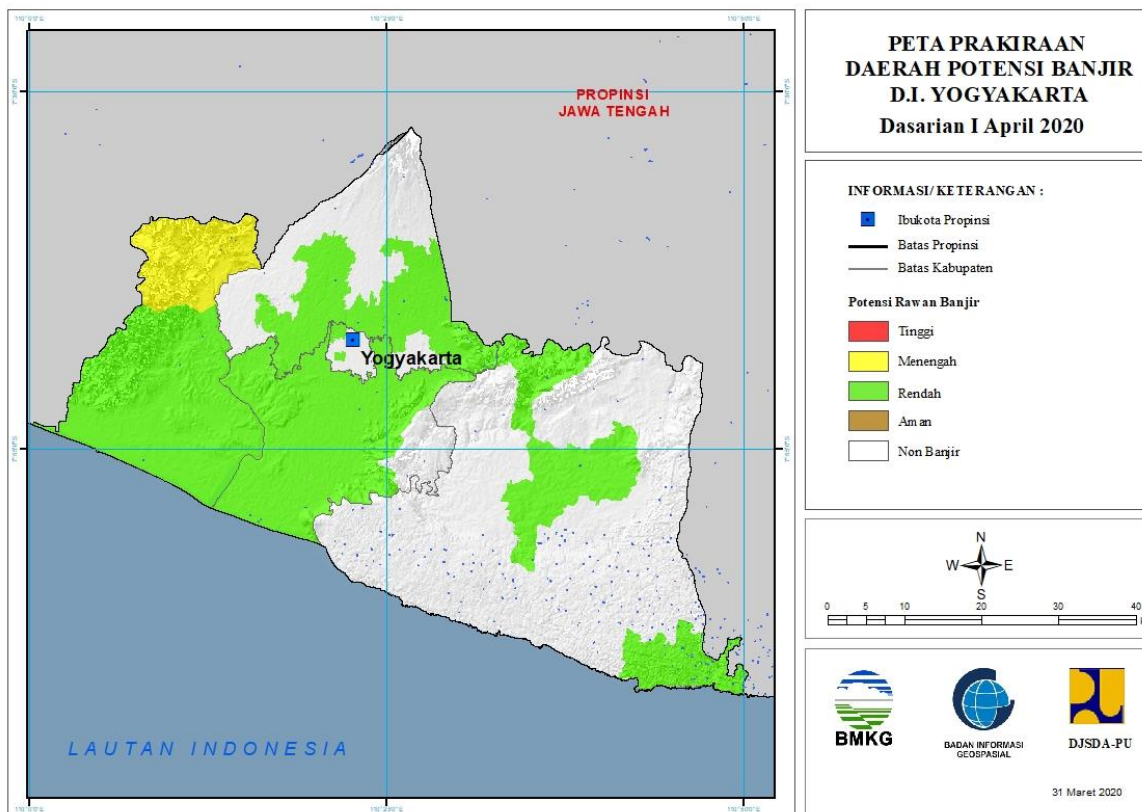 PROPINSI
JAWA TENGAH
Yogyakarta
LAUTAN INDONESIA
PETA PRAKIRAAN
DAERAH POTENSI BANJIR
D.I. YOGYAKARTA
Dasarian I April 2020
INFORMASI/KETERANGAN :
Ibukota Propinsi
Batas Propinsi
Batas Kabupaten
Potensi Rawan Banjir
Tinggi
Menengah
Rendah
Aman
Non Banjir
N
W E
S
0 5 10 20 30 40
BMKG
BADAN INFORMASI
GEOSPASIAL
DJSDA-PU
31 Maret 2020